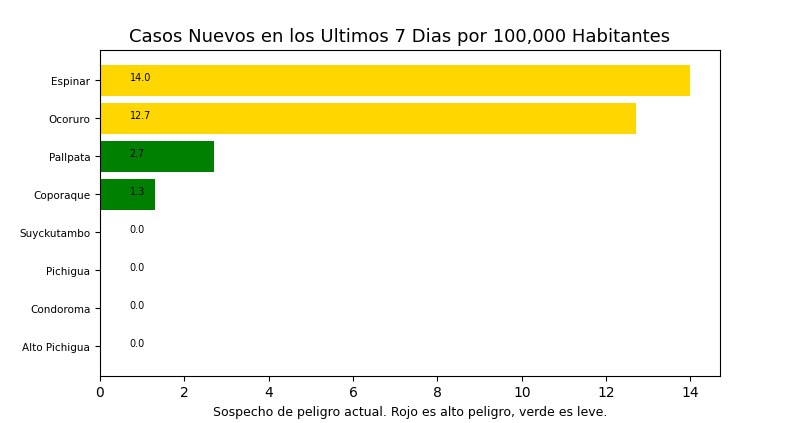 Casos Nuevos en los Ultimos 7 Dias por 100,000 Habitantes
Espinar 14.0
Ocoruro 12.7
Pallpata 2.7
Coporaque 1.3
Suyckutambo 0.0
Pichigua 0.0
Condoroma 0.0
Alto Pichigua 0.0
0 2 4 6 8 10 12 14
Sospecho de peligro actual. Rojo es alto peligro, verde es leve.